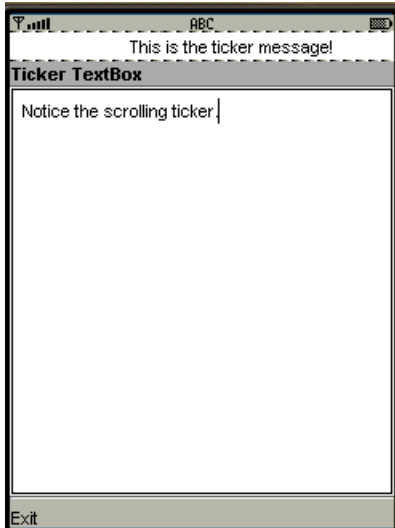 ABC
This is the ticker message!
Ticker TextBox
Notice the scrolling ticker.
Exit